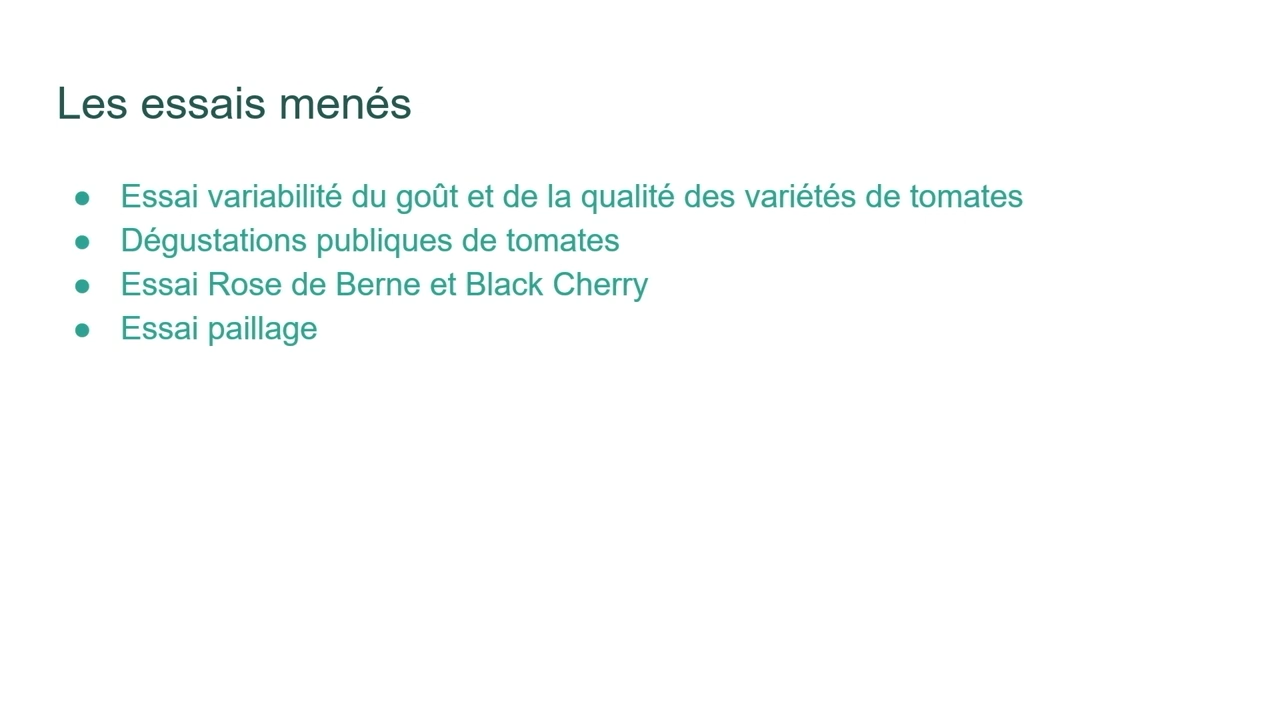 Les essais menés
● Essai variabilité du goût et de la qualité des variétés de tomates
● Dégustations publiques de tomates
● Essai Rose de Berne et Black Cherry
● Essai paillage